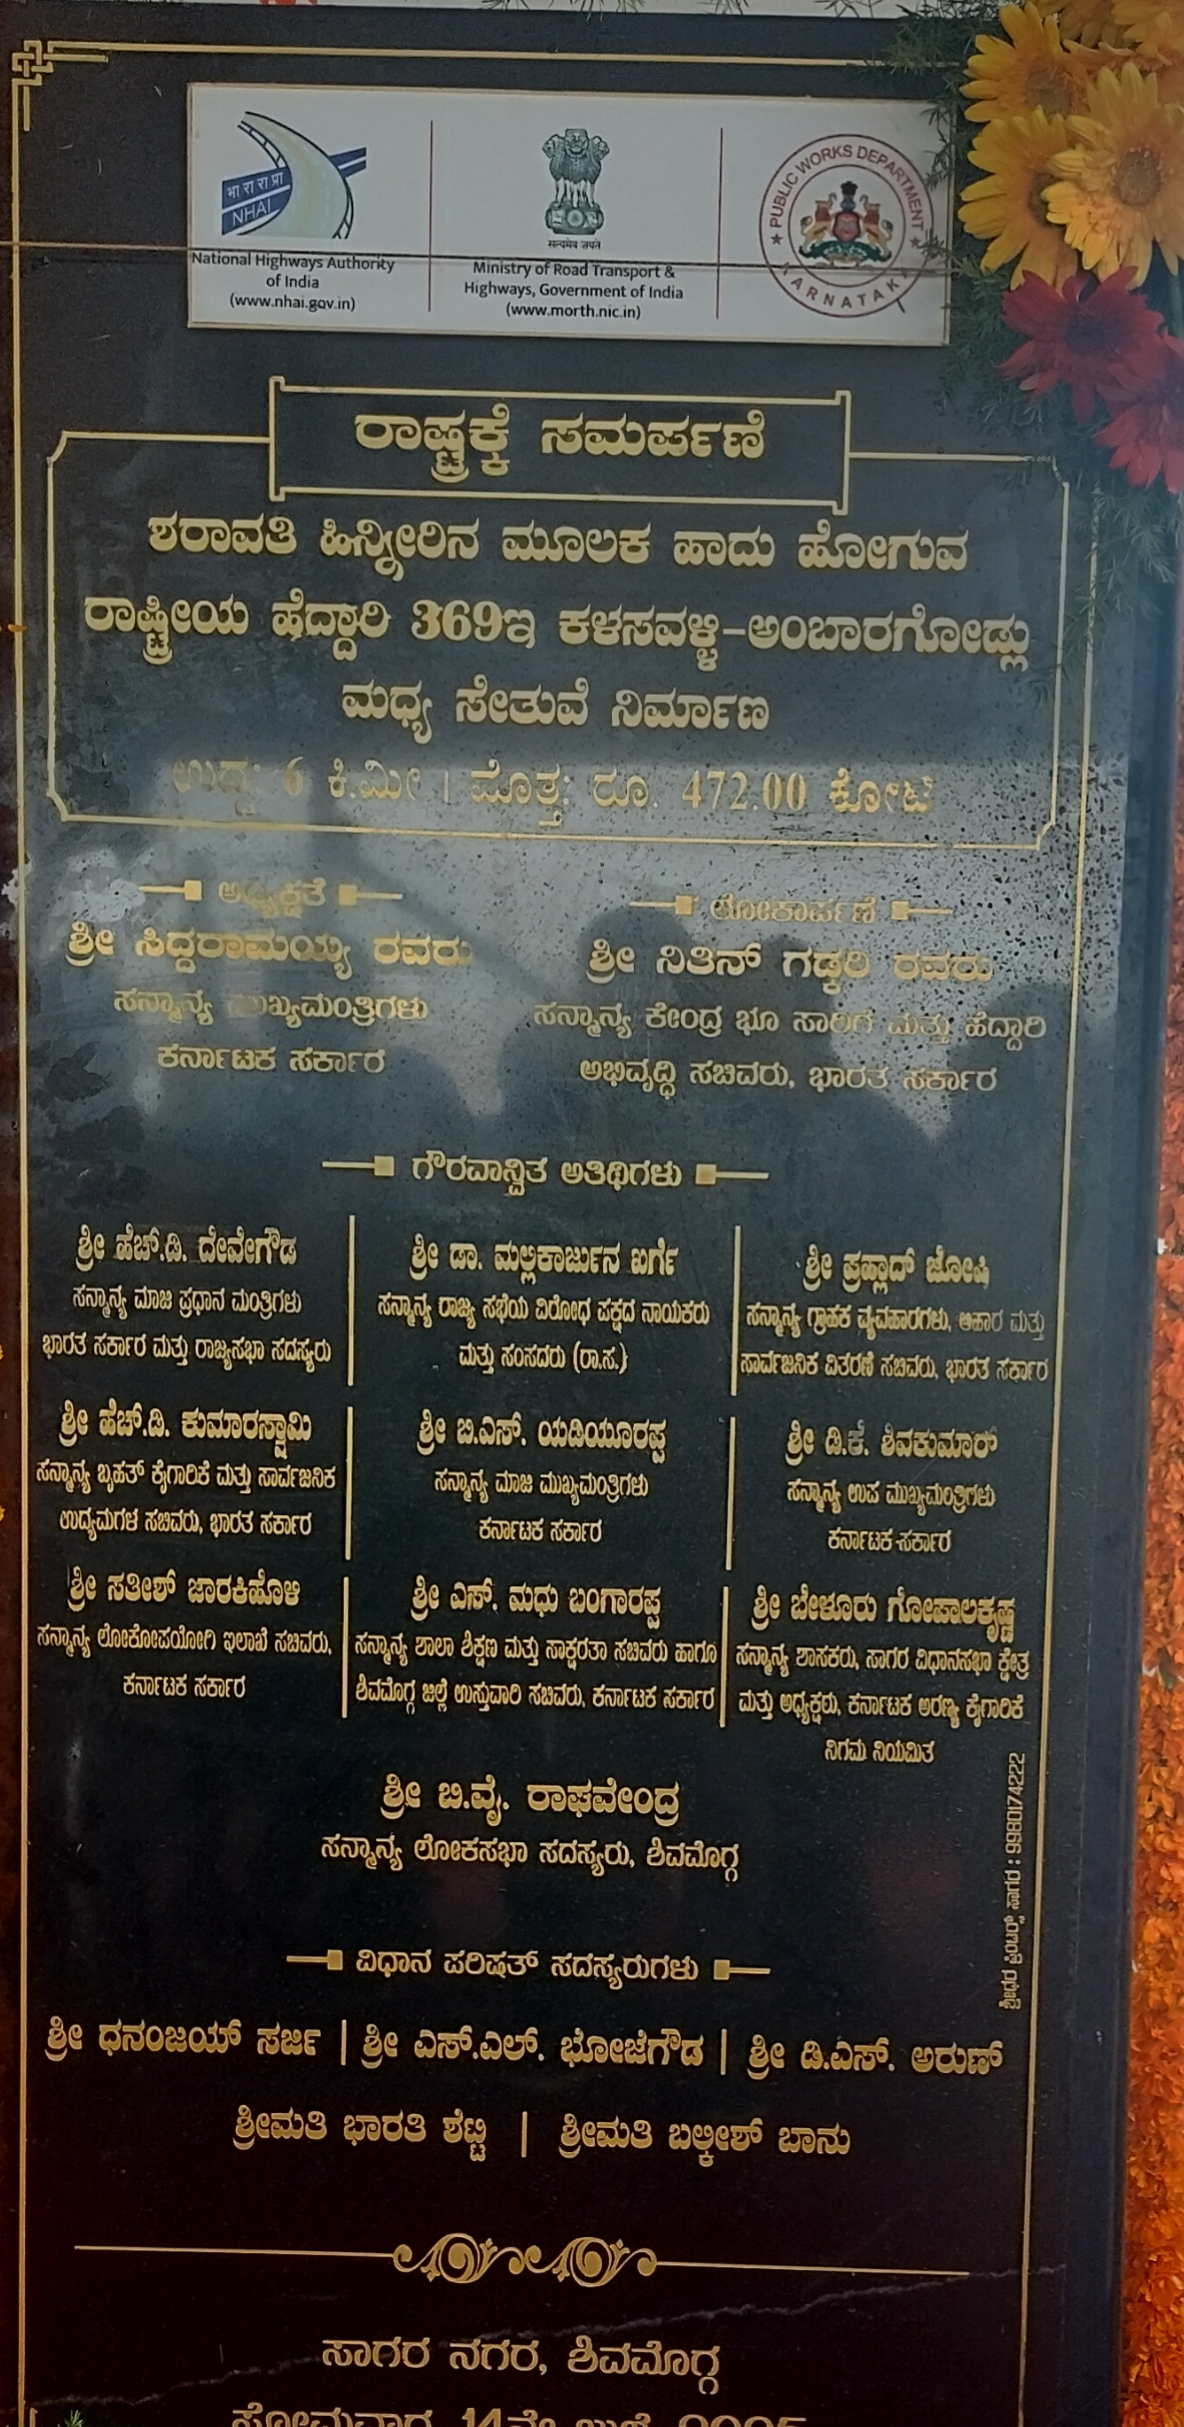 भा रा रा प्रा
NHAI
National Highways Authority
of India
(www.nhai.gov.in)
सत्यमेव जयते
Ministry of Road Transport &
Highways, Government of India
(www.morth.nic.in)
★ PUBLIC WORKS DEPARTMENT ★
KARNATAKA
ರಾಷ್ಟ್ರಕ್ಕೆ ಸಮರ್ಪಣೆ
ಶರಾವತಿ ಹಿನ್ನೀರಿನ ಮೂಲಕ ಹಾದು ಹೋಗುವ
ರಾಷ್ಟ್ರೀಯ ಹೆದ್ದಾರಿ 369ಇ ಕಳಸವಳ್ಳಿ-ಅಂಬಾರಗೋಡ್ಲು
ಮಧ್ಯ ಸೇತುವೆ ನಿರ್ಮಾಣ
ಉದ್ದ: 6 ಕಿ.ಮೀ | ಮೊತ್ತ: ರೂ. 472.00 ಕೋಟಿ
ಅಧ್ಯಕ್ಷತೆ
ಶ್ರೀ ಸಿದ್ದರಾಮಯ್ಯ ರವರು
ಸನ್ಮಾನ್ಯ ಮುಖ್ಯಮಂತ್ರಿಗಳು
ಕರ್ನಾಟಕ ಸರ್ಕಾರ
ಲೋಕಾರ್ಪಣೆ
ಶ್ರೀ ನಿತಿನ್ ಗಡ್ಕರಿ ರವರು
ಸನ್ಮಾನ್ಯ ಕೇಂದ್ರ ಭೂ ಸಾರಿಗೆ ಮತ್ತು ಹೆದ್ದಾರಿ
ಅಭಿವೃದ್ಧಿ ಸಚಿವರು, ಭಾರತ ಸರ್ಕಾರ
ಗೌರವಾನ್ವಿತ ಅತಿಥಿಗಳು
ಶ್ರೀ ಹೆಚ್.ಡಿ. ದೇವೇಗೌಡ
ಸನ್ಮಾನ್ಯ ಮಾಜಿ ಪ್ರಧಾನ ಮಂತ್ರಿಗಳು
ಭಾರತ ಸರ್ಕಾರ ಮತ್ತು ರಾಜ್ಯಸಭಾ ಸದಸ್ಯರು
ಶ್ರೀ ಡಾ. ಮಲ್ಲಿಕಾರ್ಜುನ ಖರ್ಗೆ
ಸನ್ಮಾನ್ಯ ರಾಜ್ಯ ಸಭೆಯ ವಿರೋಧ ಪಕ್ಷದ ನಾಯಕರು
ಮತ್ತು ಸಂಸದರು (ರಾ.ಸ.)
ಶ್ರೀ ಪ್ರಹ್ಲಾದ್ ಜೋಷಿ
ಸನ್ಮಾನ್ಯ ಗ್ರಾಹಕ ವ್ಯವಹಾರಗಳು, ಆಹಾರ ಮತ್ತು
ಸಾರ್ವಜನಿಕ ವಿತರಣೆ ಸಚಿವರು, ಭಾರತ ಸರ್ಕಾರ
ಶ್ರೀ ಹೆಚ್.ಡಿ. ಕುಮಾರಸ್ವಾಮಿ
ಸನ್ಮಾನ್ಯ ಬೃಹತ್ ಕೈಗಾರಿಕೆ ಮತ್ತು ಸಾರ್ವಜನಿಕ
ಉದ್ಯಮಗಳ ಸಚಿವರು, ಭಾರತ ಸರ್ಕಾರ
ಶ್ರೀ ಬಿ.ಎಸ್. ಯಡಿಯೂರಪ್ಪ
ಸನ್ಮಾನ್ಯ ಮಾಜಿ ಮುಖ್ಯಮಂತ್ರಿಗಳು
ಕರ್ನಾಟಕ ಸರ್ಕಾರ
ಶ್ರೀ ಡಿ.ಕೆ. ಶಿವಕುಮಾರ್
ಸನ್ಮಾನ್ಯ ಉಪ ಮುಖ್ಯಮಂತ್ರಿಗಳು
ಕರ್ನಾಟಕ ಸರ್ಕಾರ
ಶ್ರೀ ಸತೀಶ್ ಜಾರಕಿಹೊಳಿ
ಸನ್ಮಾನ್ಯ ಲೋಕೋಪಯೋಗಿ ಇಲಾಖೆ ಸಚಿವರು,
ಕರ್ನಾಟಕ ಸರ್ಕಾರ
ಶ್ರೀ ಎಸ್. ಮಧು ಬಂಗಾರಪ್ಪ
ಸನ್ಮಾನ್ಯ ಶಾಲಾ ಶಿಕ್ಷಣ ಮತ್ತು ಸಾಕ್ಷರತಾ ಸಚಿವರು ಹಾಗೂ
ಶಿವಮೊಗ್ಗ ಜಿಲ್ಲೆ ಉಸ್ತುವಾರಿ ಸಚಿವರು, ಕರ್ನಾಟಕ ಸರ್ಕಾರ
ಶ್ರೀ ಬೇಳೂರು ಗೋಪಾಲಕೃಷ್ಣ
ಸನ್ಮಾನ್ಯ ಶಾಸಕರು, ಸಾಗರ ವಿಧಾನಸಭಾ ಕ್ಷೇತ್ರ
ಮತ್ತು ಅಧ್ಯಕ್ಷರು, ಕರ್ನಾಟಕ ಅರಣ್ಯ ಕೈಗಾರಿಕೆ
ನಿಗಮ ನಿಯಮಿತ
ಶ್ರೀ ಬಿ.ವೈ. ರಾಘವೇಂದ್ರ
ಸನ್ಮಾನ್ಯ ಲೋಕಸಭಾ ಸದಸ್ಯರು, ಶಿವಮೊಗ್ಗ
ಶ್ರೀಧರ ಪ್ರಿಂಟರ್ಸ್ ಸಾಗರ : 9980174222
ವಿಧಾನ ಪರಿಷತ್ ಸದಸ್ಯರುಗಳು
ಶ್ರೀ ಧನಂಜಯ್ ಸರ್ಜಿ | ಶ್ರೀ ಎಸ್.ಎಲ್. ಭೋಜೆಗೌಡ | ಶ್ರೀ ಡಿ.ಎಸ್. ಅರುಣ್
ಶ್ರೀಮತಿ ಭಾರತಿ ಶೆಟ್ಟಿ | ಶ್ರೀಮತಿ ಬಲ್ಕೀಶ್ ಬಾನು
ಸಾಗರ ನಗರ, ಶಿವಮೊಗ್ಗ
ಸೋಮವಾರ 14ನೇ ಜುಲೈ 2025